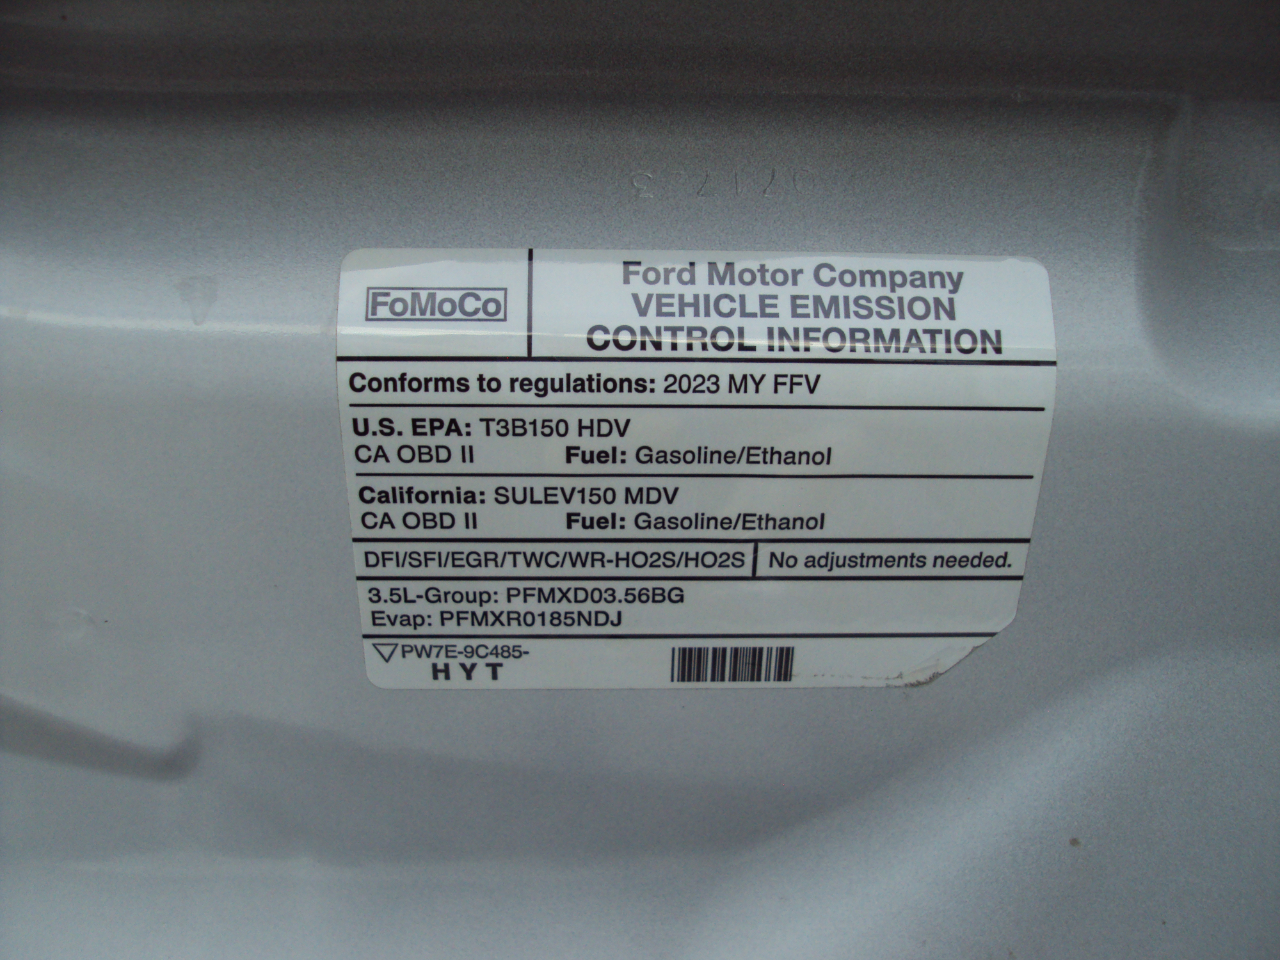 FoMoCo
Ford Motor Company
VEHICLE EMISSION
CONTROL INFORMATION
Conforms to regulations: 2023 MY FFV
U.S. EPA: T3B150 HDV
CA OBD II Fuel: Gasoline/Ethanol
California: SULEV150 MDV
CA OBD II Fuel: Gasoline/Ethanol
DFI/SFI/EGR/TWC/WR-HO2S/HO2S No adjustments needed.
3.5L-Group: PFMXD03.56BG
Evap: PFMXR0185NDJ
PW7E-9C485-
HYT